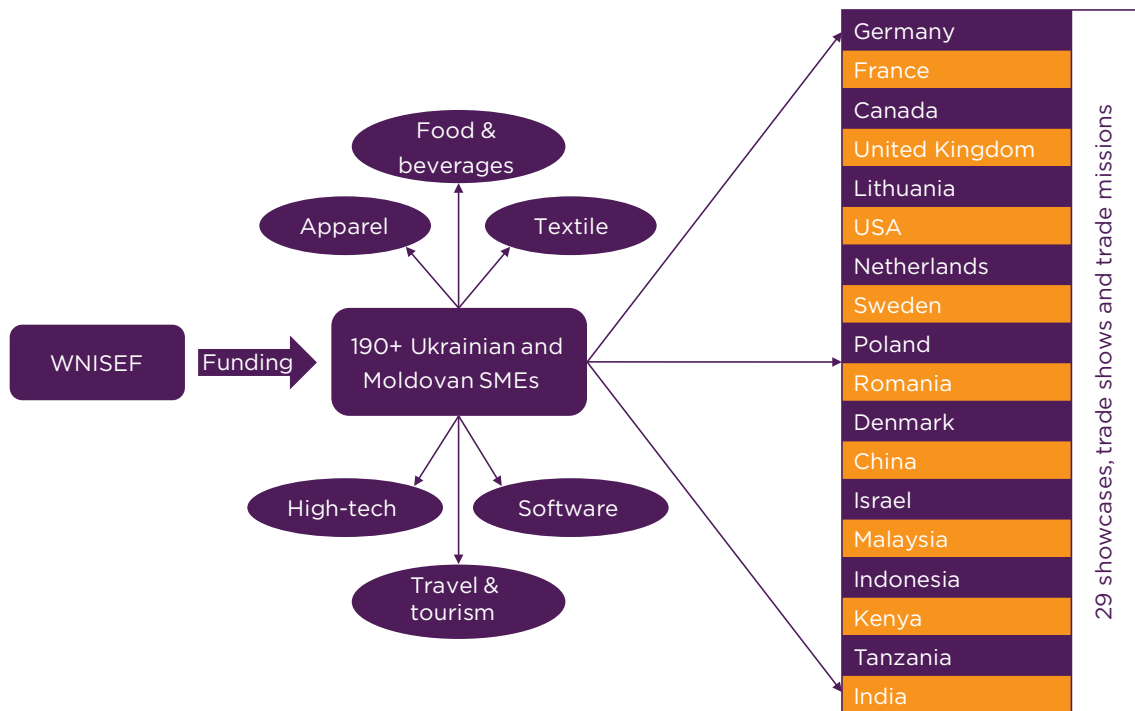 WNISEF
Funding
Food &
beverages
Apparel
Textile
190+ Ukrainian and
Moldovan SMEs
High-tech
Software
Travel &
tourism
Germany
France
Canada
United Kingdom
Lithuania
USA
Netherlands
Sweden
Poland
Romania
Denmark
China
Israel
Malaysia
Indonesia
Kenya
Tanzania
India
29 showcases, trade shows and trade missions